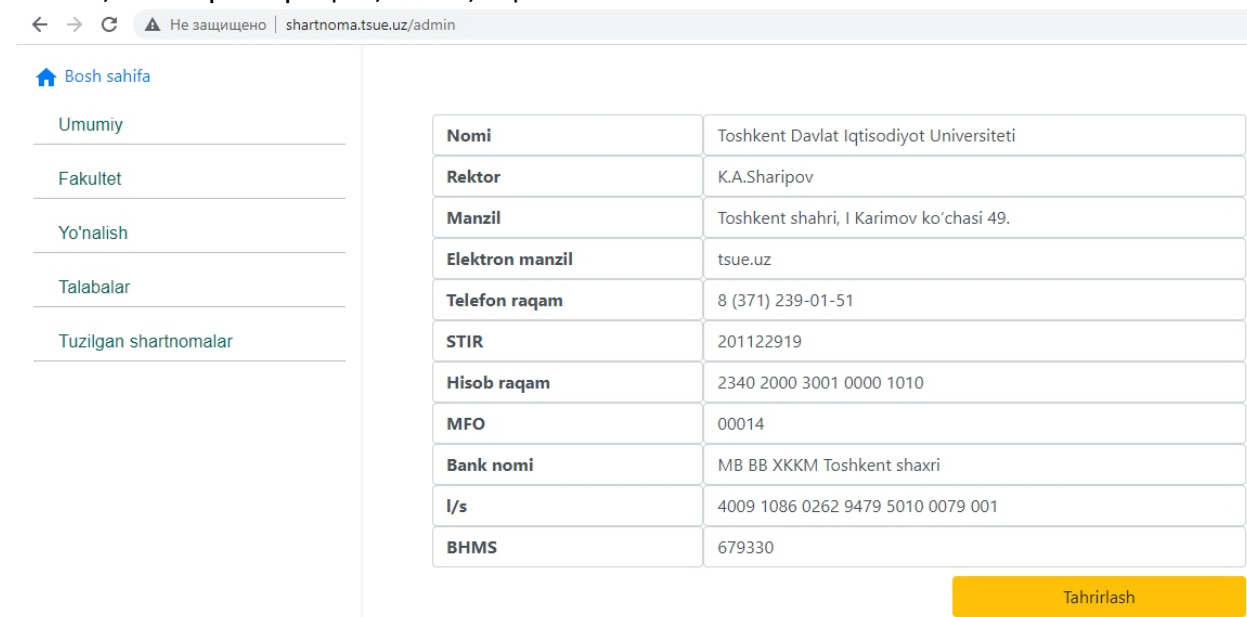 Не защищено | shartnoma.tsue.uz/admin
Bosh sahifa
Umumiy
Fakultet
Yo'nalish
Talabalar
Tuzilgan shartnomalar
Nomi Toshkent Davlat Iqtisodiyot Universiteti
Rektor K.A.Sharipov
Manzil Toshkent shahri, I Karimov ko‘chasi 49.
Elektron manzil tsue.uz
Telefon raqam 8 (371) 239-01-51
STIR 201122919
Hisob raqam 2340 2000 3001 0000 1010
MFO 00014
Bank nomi MB BB XKKM Toshkent shaxri
l/s 4009 1086 0262 9479 5010 0079 001
BHMS 679330
Tahrirlash